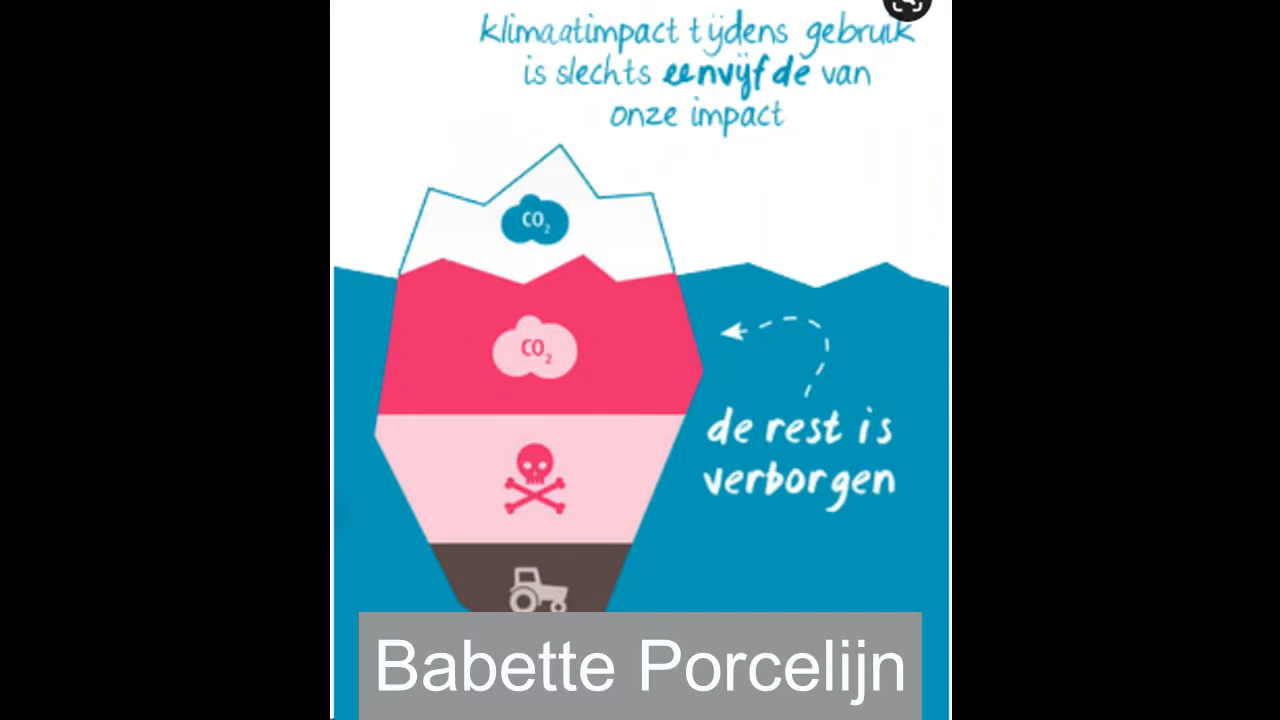 klimaatimpact tijdens gebruik
is slechts eenvijfde van
onze impact
CO2
CO2
de rest is
verborgen
Babette Porcelijn